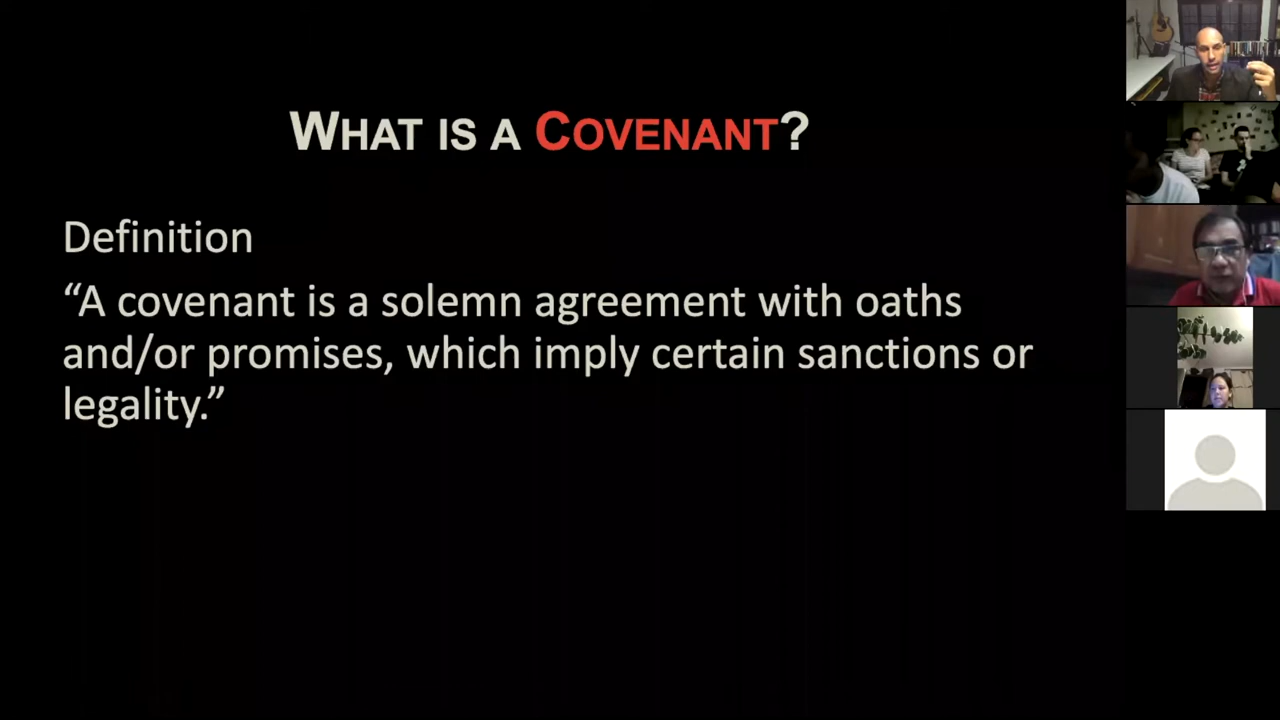 WHAT IS A COVENANT?
Definition
“A covenant is a solemn agreement with oaths
and/or promises, which imply certain sanctions or
legality.”